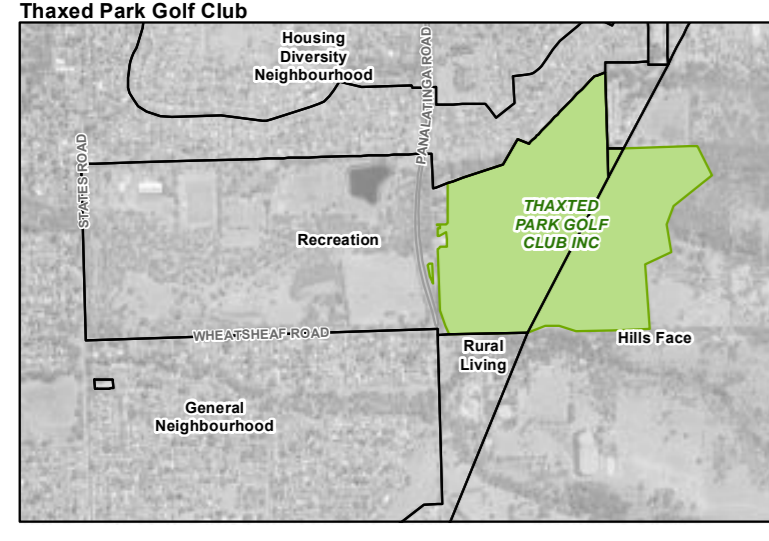 Thaxed Park Golf Club
Housing
Diversity
Neighbourhood
PANALATINGA ROAD
STATES ROAD
THAXTED
PARK GOLF
CLUB INC
Recreation
WHEATSHEAF ROAD
Rural
Living
Hills Face
General
Neighbourhood